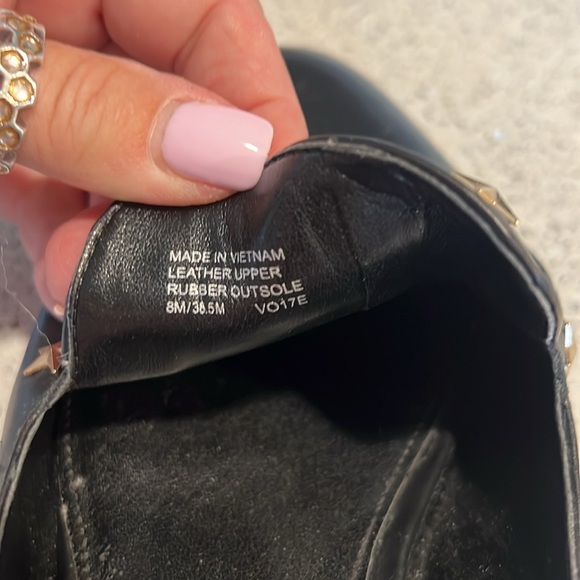 MADE IN VIETNAM
LEATHER UPPER
RUBBER OUTSOLE
8M/38.5M VO17E